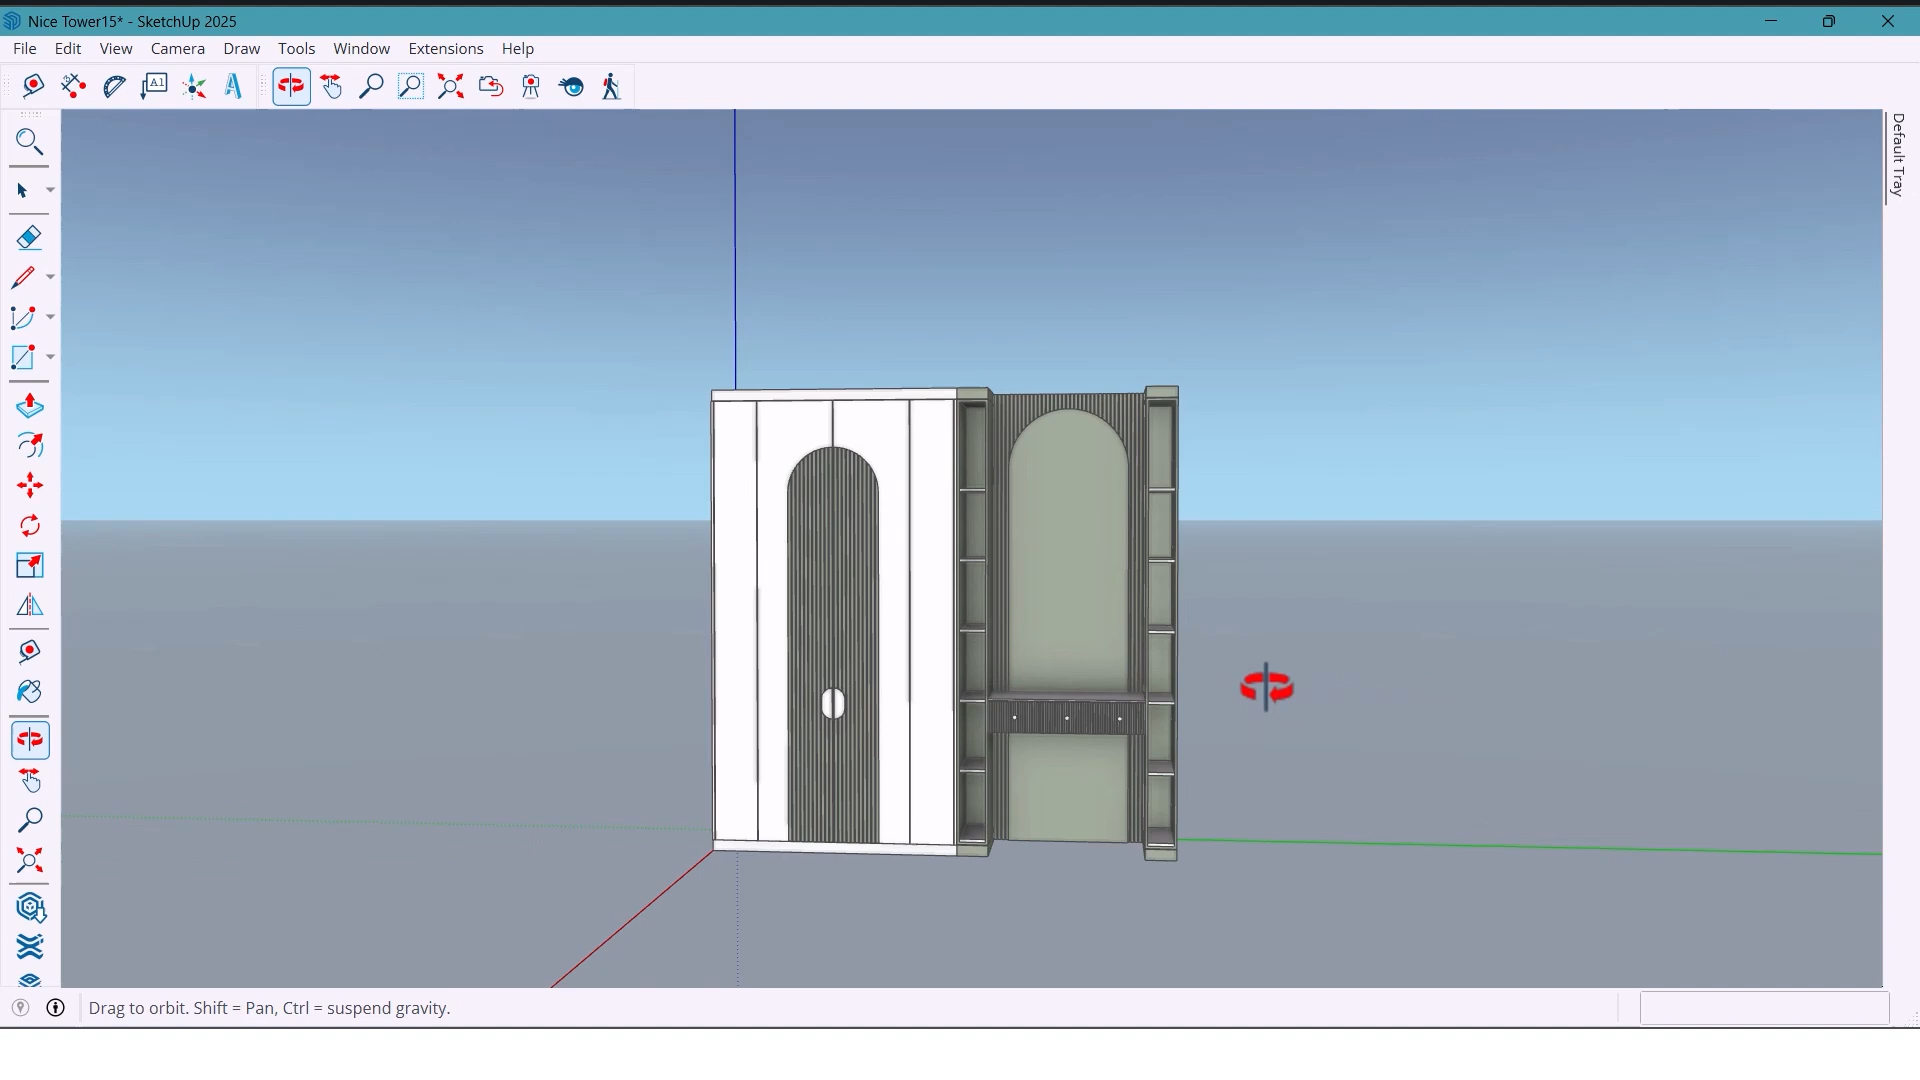 Nice Tower15* - SketchUp 2025
File Edit View Camera Draw Tools Window Extensions Help
A1
Default Tray
Drag to orbit. Shift = Pan, Ctrl = suspend gravity.